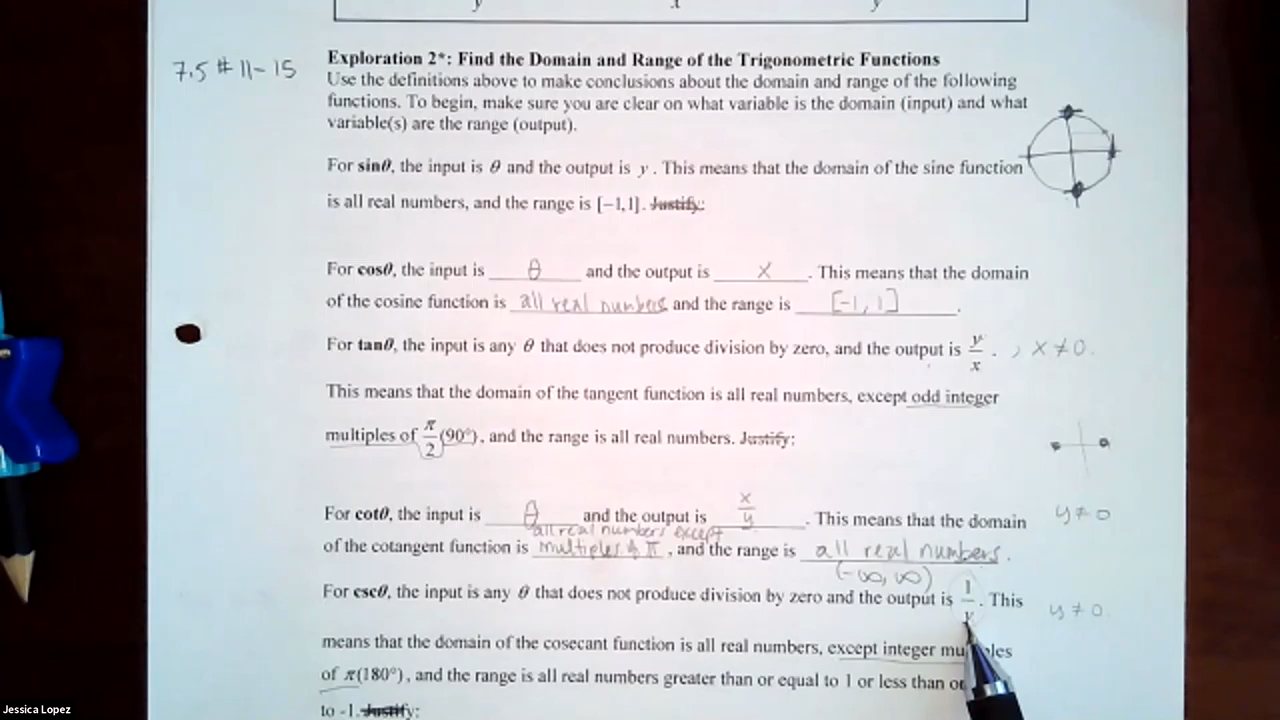 y x y
7.5 # 11-15
Exploration 2*: Find the Domain and Range of the Trigonometric Functions
Use the definitions above to make conclusions about the domain and range of the following
functions. To begin, make sure you are clear on what variable is the domain (input) and what
variable(s) are the range (output).
For sinθ, the input is θ and the output is y. This means that the domain of the sine function
is all real numbers, and the range is [−1,1]. Justify:
For cosθ, the input is θ and the output is x. This means that the domain
of the cosine function is all real numbers and the range is [-1, 1].
For tanθ, the input is any θ that does not produce division by zero, and the output is y/x. , x ≠ 0.
This means that the domain of the tangent function is all real numbers, except odd integer
multiples of π/2 (90°), and the range is all real numbers. Justify:
For cotθ, the input is θ and the output is x/y. This means that the domain y ≠ 0
all real numbers except
of the cotangent function is multiples of π, and the range is all real numbers.
(-∞, ∞)
For cscθ, the input is any θ that does not produce division by zero and the output is 1/y. This y ≠ 0.
means that the domain of the cosecant function is all real numbers, except integer
of π(180°), and the range is all real numbers greater than or equal to 1 or less than
to -1. Justify:
Jessica Lopez